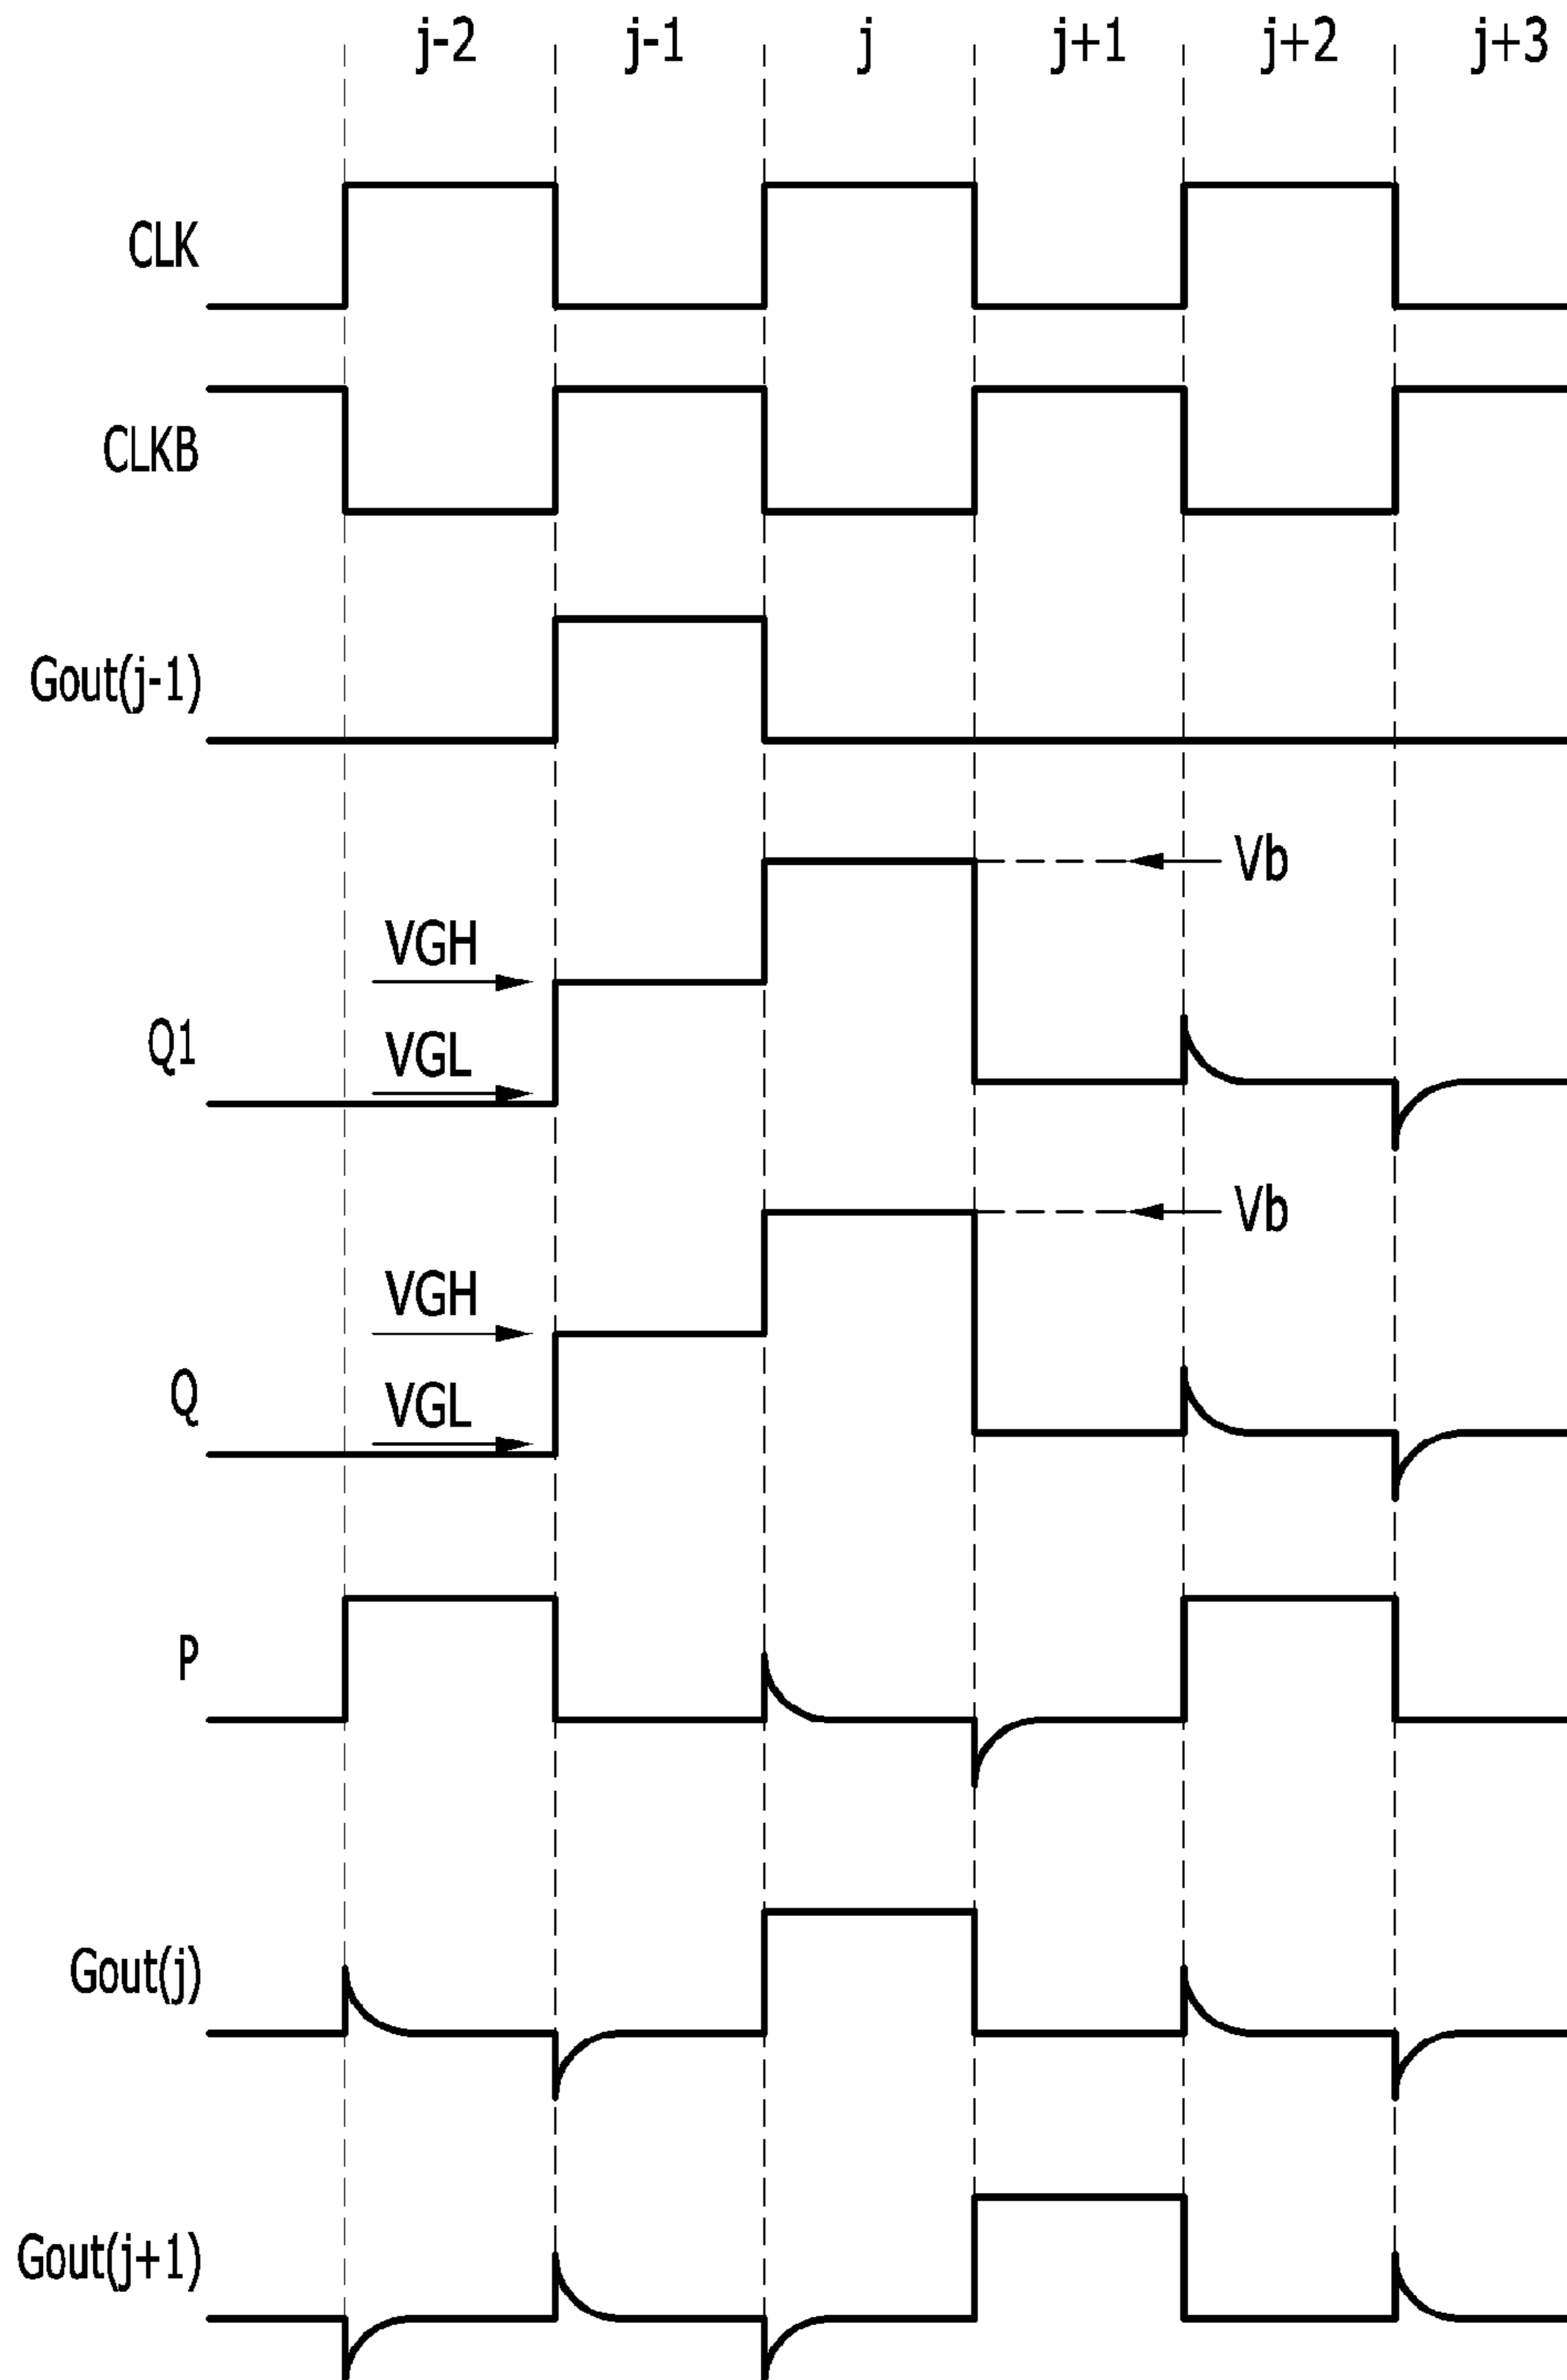 j-2 j-1 j j+1 j+2 j+3
CLK
CLKB
Gout(j-1)
Vb
VGH
Q1
VGL
Vb
VGH
Q
VGL
P
Gout(j)
Gout(j+1)